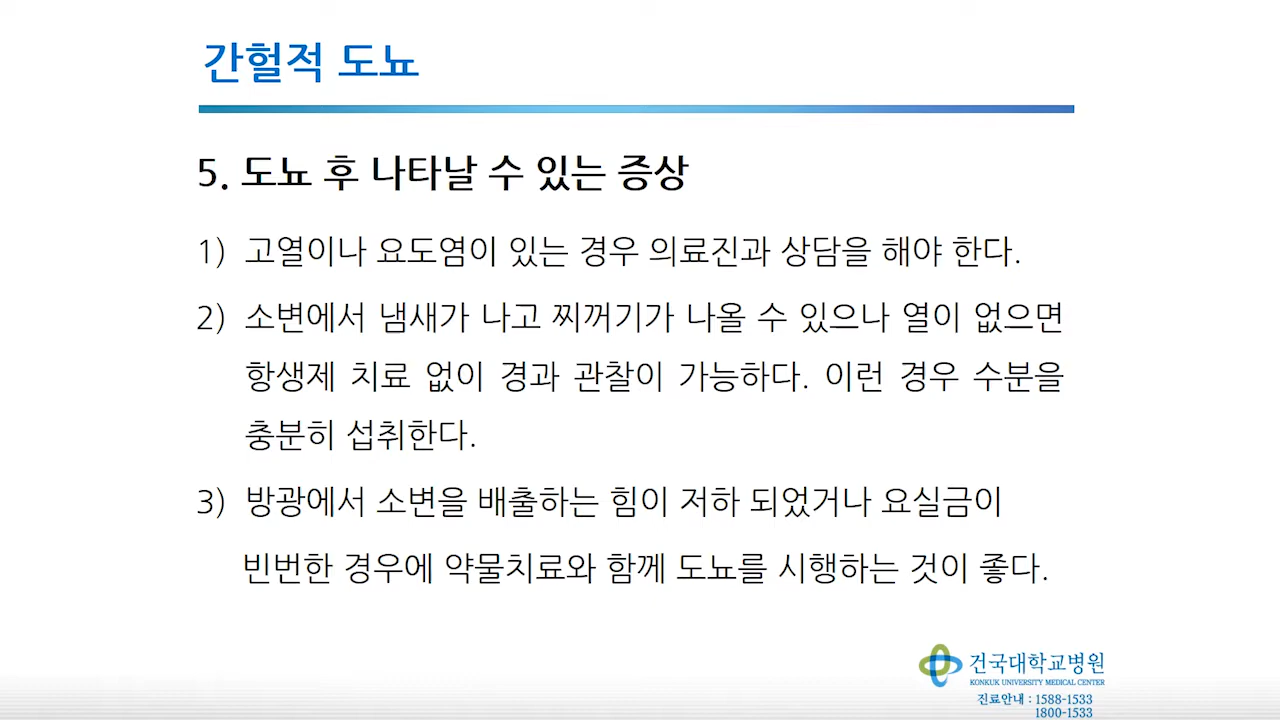 간헐적 도뇨
5. 도뇨 후 나타날 수 있는 증상
1) 고열이나 요도염이 있는 경우 의료진과 상담을 해야 한다.
2) 소변에서 냄새가 나고 찌꺼기가 나올 수 있으나 열이 없으면
항생제 치료 없이 경과 관찰이 가능하다. 이런 경우 수분을
충분히 섭취한다.
3) 방광에서 소변을 배출하는 힘이 저하 되었거나 요실금이
빈번한 경우에 약물치료와 함께 도뇨를 시행하는 것이 좋다.
건국대학교병원
KONKUK UNIVERSITY MEDICAL CENTER
진료안내 : 1588-1533
1800-1533